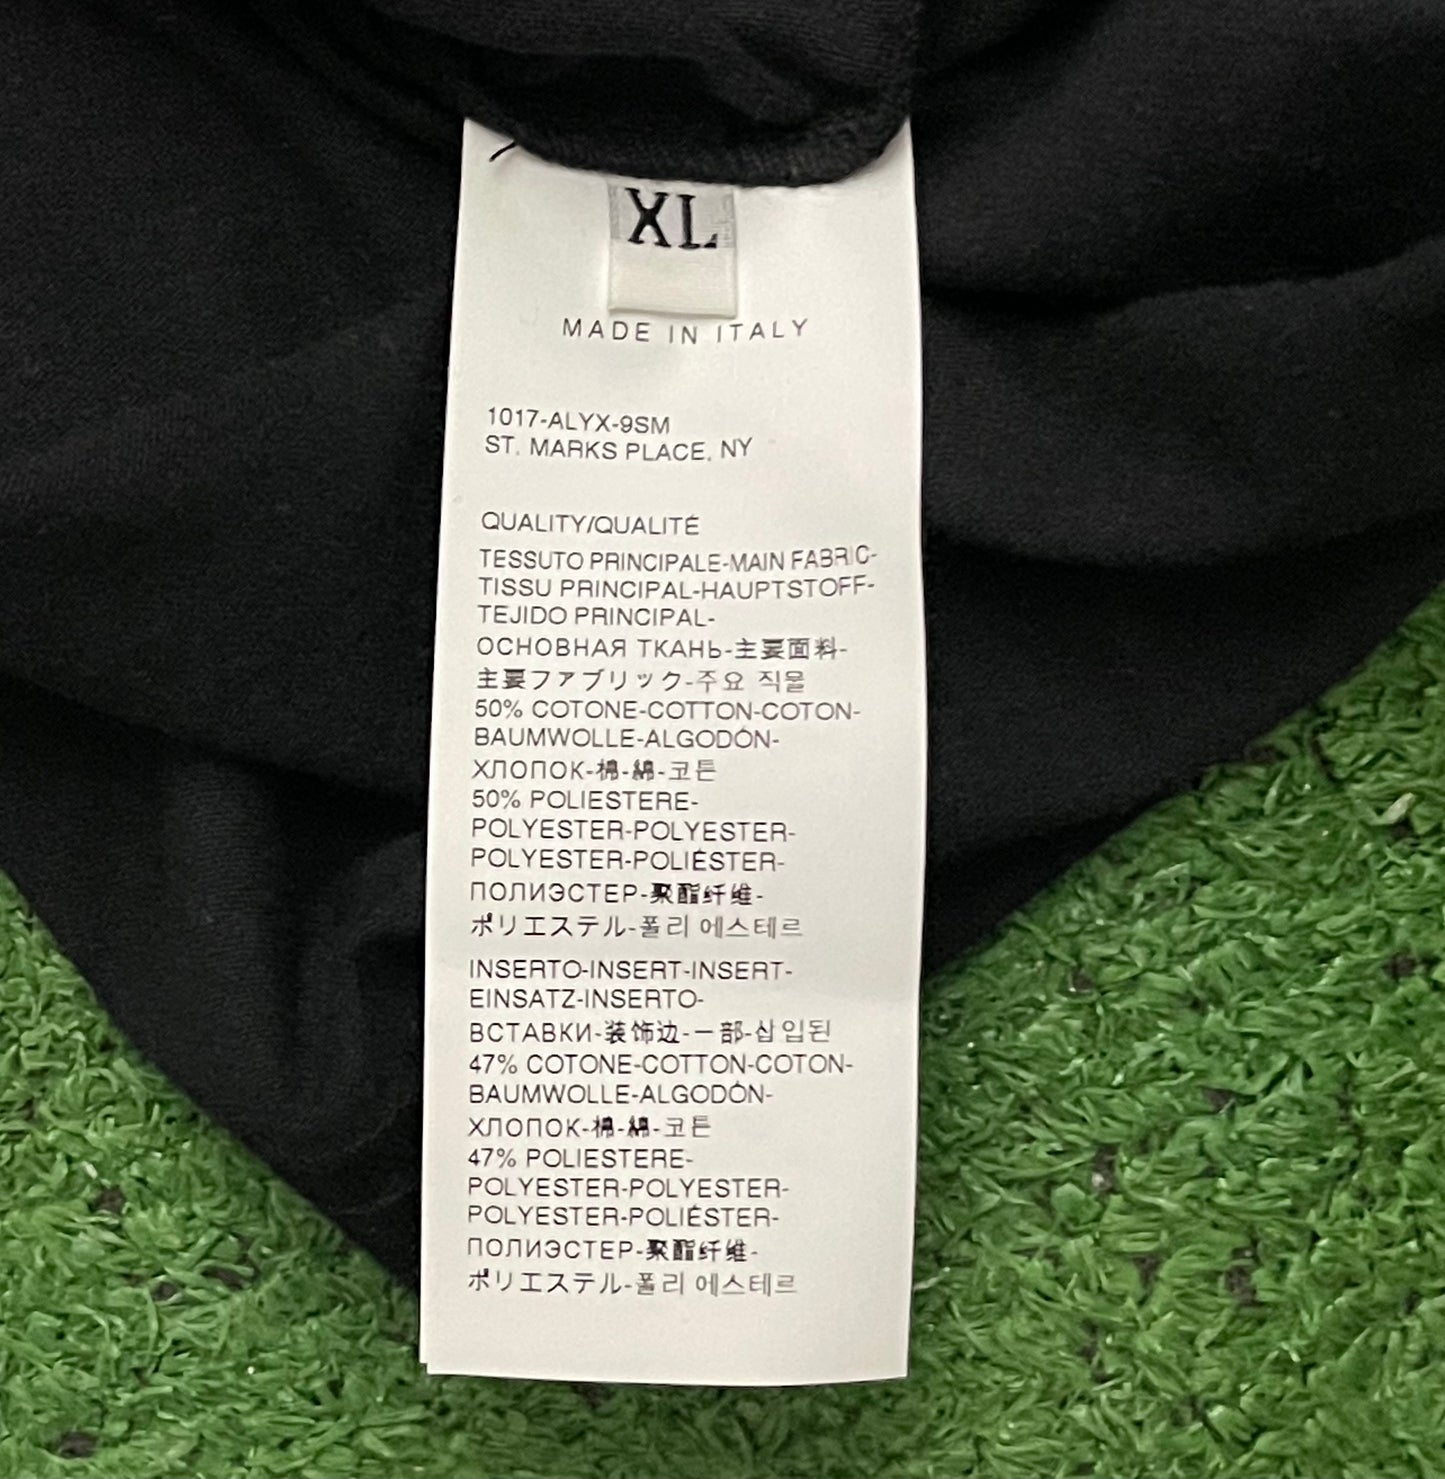 XL
MADE IN ITALY
1017-ALYX-9SM
ST. MARKS PLACE, NY
QUALITY/QUALITÉ
TESSUTO PRINCIPALE-MAIN FABRIC-
TISSU PRINCIPAL-HAUPTSTOFF-
TEJIDO PRINCIPAL-
ОСНОВНАЯ ТКАНЬ-主要面料-
主要ファブリック-주요 직물
50% COTONE-COTTON-COTON-
BAUMWOLLE-ALGODÓN-
ХЛОПОК-棉-綿-코튼
50% POLIESTERE-
POLYESTER-POLYESTER-
POLYESTER-POLIÉSTER-
ПОЛИЭСТЕР-聚酯纤维-
ポリエステル-폴리 에스테르
INSERTO-INSERT-INSERT-
EINSATZ-INSERTO-
ВСТАВКИ-装饰边-一部-삽입된
47% COTONE-COTTON-COTON-
BAUMWOLLE-ALGODÓN-
ХЛОПОК-棉-綿-코튼
47% POLIESTERE-
POLYESTER-POLYESTER-
POLYESTER-POLIÉSTER-
ПОЛИЭСТЕР-聚酯纤维-
ポリエステル-폴리 에스테르